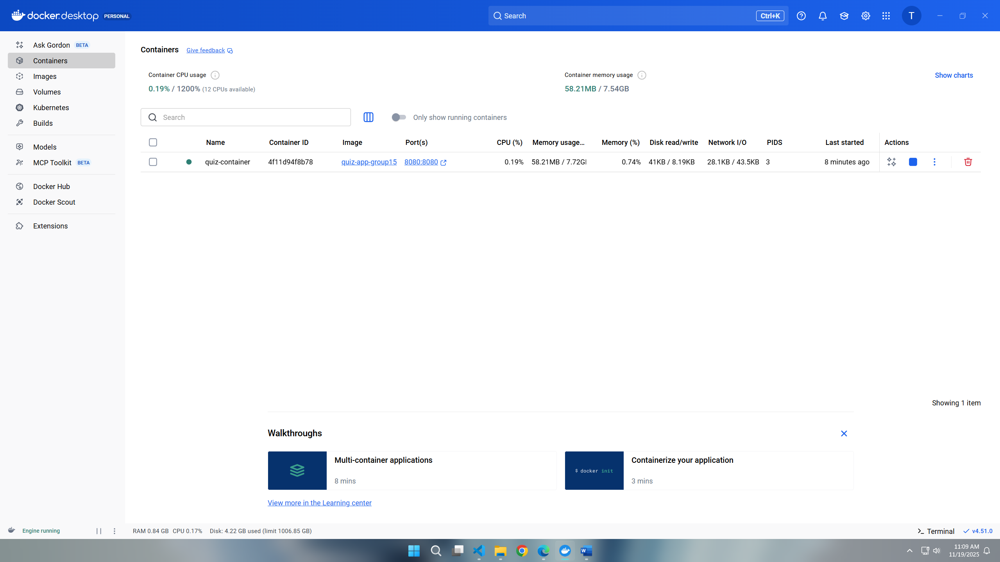 docker.desktop PERSONAL
Search Ctrl+K
T
Ask Gordon BETA
Containers
Images
Volumes
Kubernetes
Builds
Models
MCP Toolkit BETA
Docker Hub
Docker Scout
Extensions
Containers Give feedback
Container CPU usage
0.19% / 1200% (12 CPUs available)
Container memory usage
58.21MB / 7.54GB
Show charts
Search
Only show running containers
Name Container ID Image Port(s) CPU (%) Memory usage... Memory (%) Disk read/write Network I/O PIDS Last started Actions
quiz-container 4f11d94f8b78 quiz-app-group15 8080:8080 0.19% 58.21MB / 7.72G 0.74% 41KB / 8.19KB 28.1KB / 43.5KB 3 8 minutes ago
Showing 1 item
Walkthroughs
Multi-container applications
8 mins
$ docker init
Containerize your application
3 mins
View more in the Learning center
Engine running
RAM 0.84 GB CPU 0.17% Disk: 4.22 GB used (limit 1006.85 GB)
Terminal v4.51.0
11:09 AM
11/19/2025